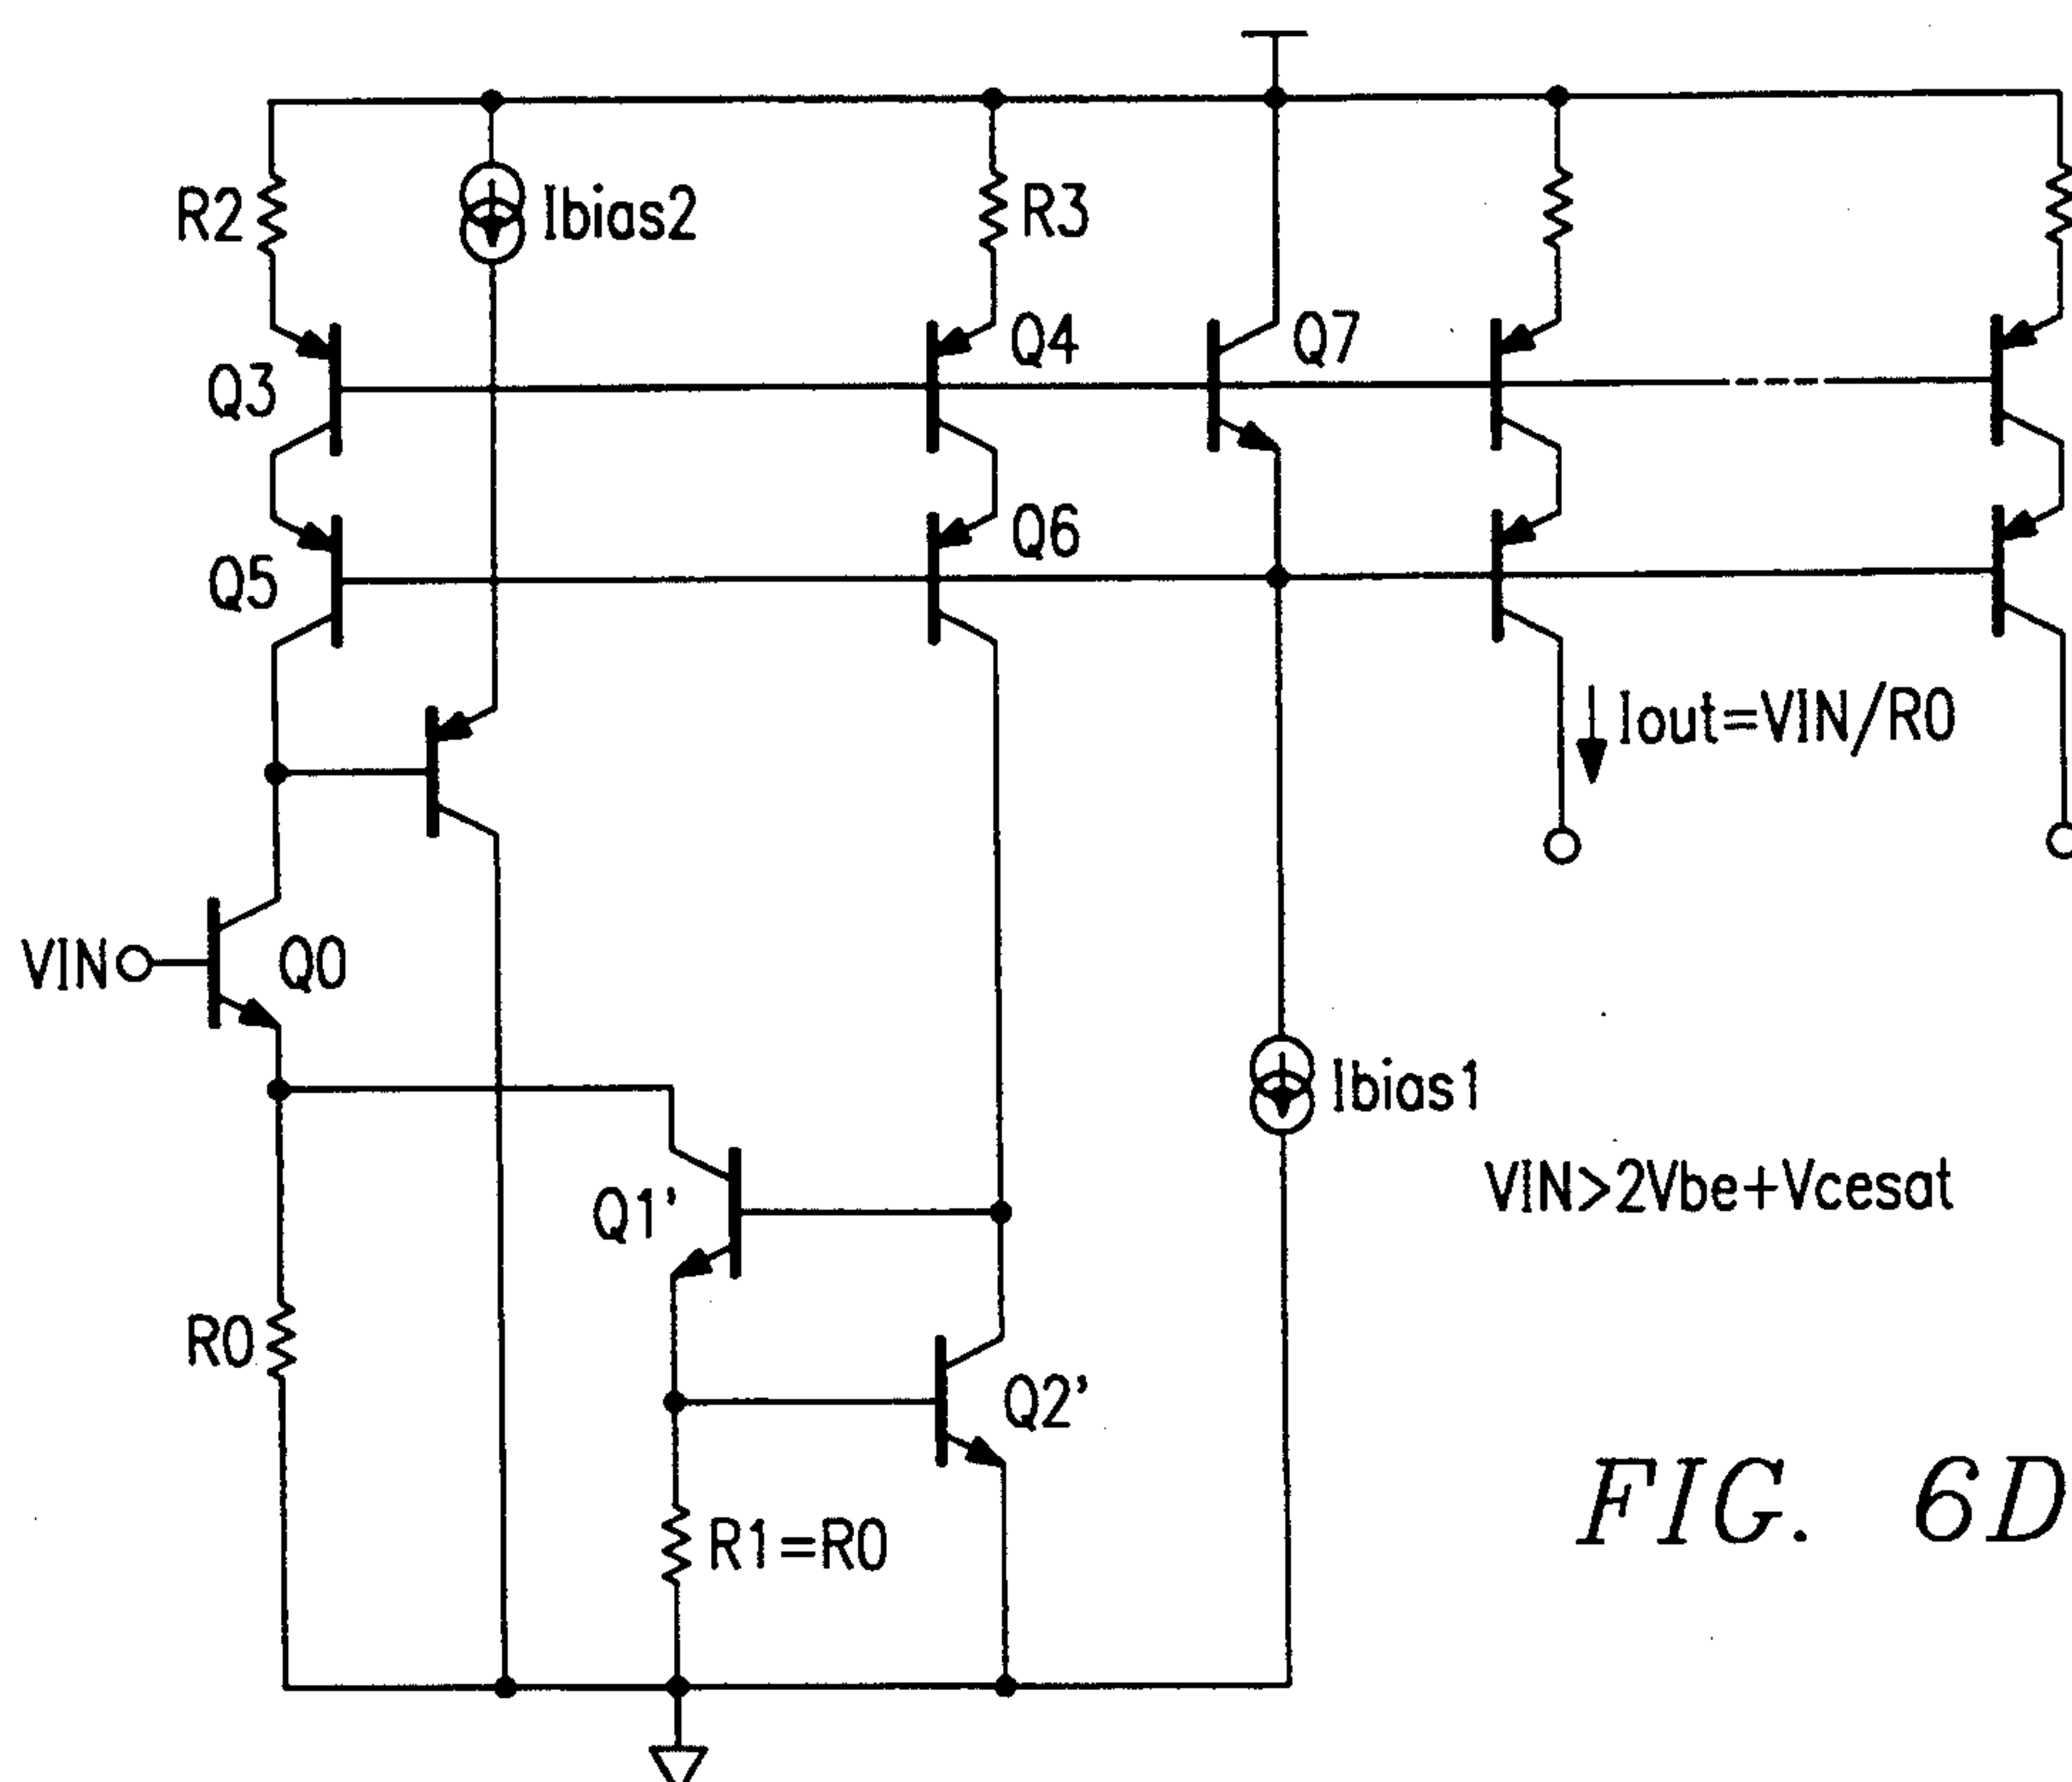 R2
Ibias2
R3
Q3
Q4
Q7
Q5
Q6
Iout=VIN/R0
VIN
Q0
Ibias1
Q1'
VIN>2Vbe+Vcesat
R0
Q2'
R1=R0
FIG. 6D